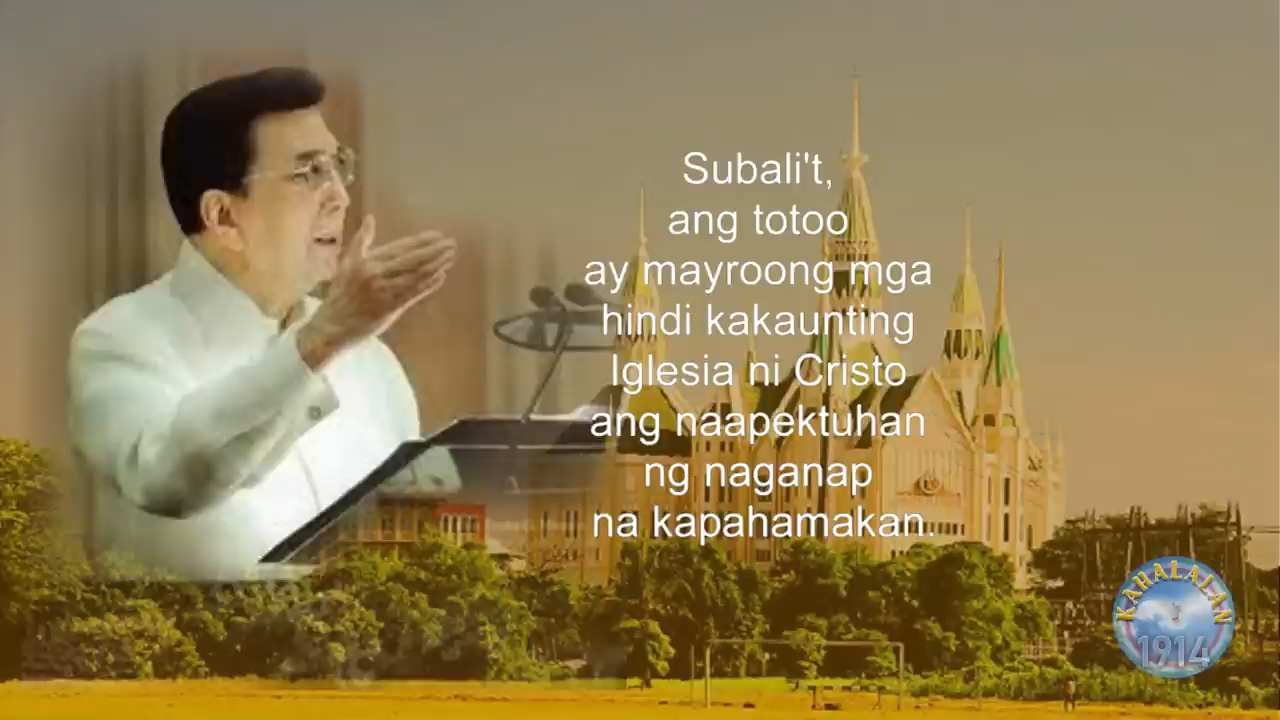 Subali't,
ang totoo
ay mayroong mga
hindi kakaunting
Iglesia ni Cristo
ang naapektuhan
ng naganap
na kapahamakan.
KAHALALAN
1914